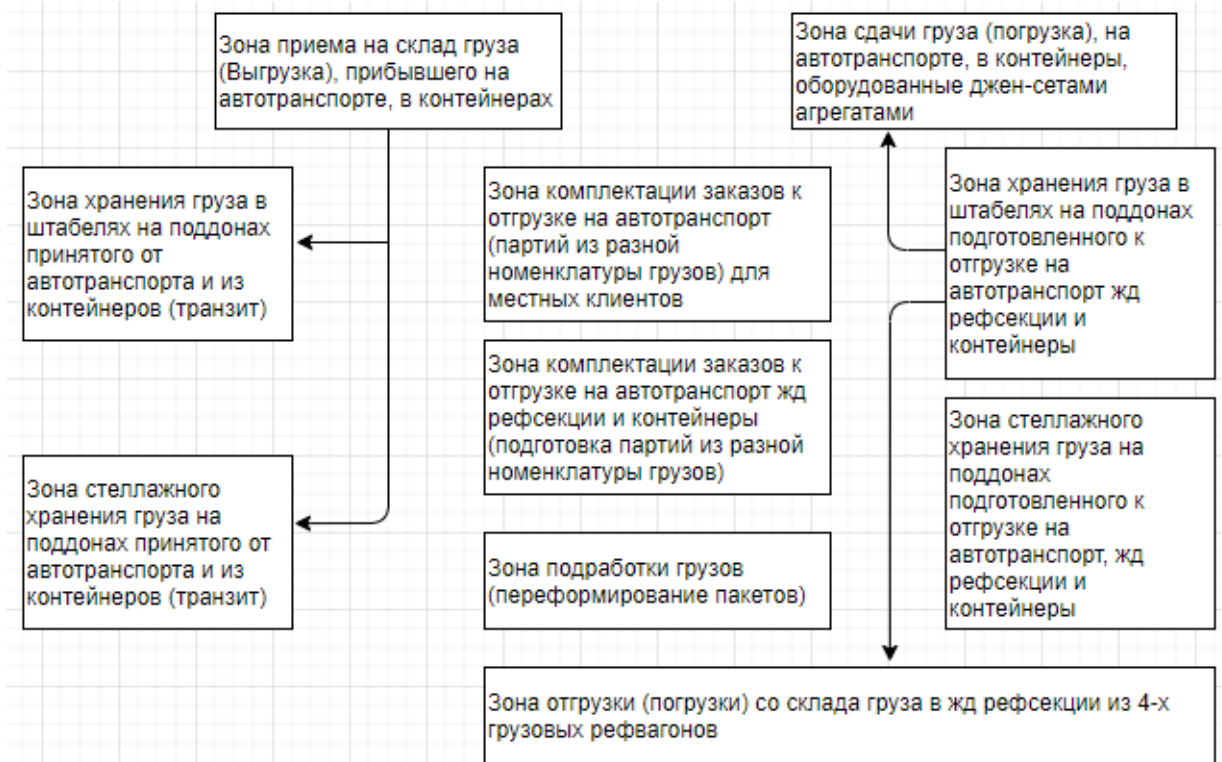 Зона приема на склад груза
(Выгрузка), прибывшего на
автотранспорте, в контейнерах
Зона сдачи груза (погрузка), на
автотранспорте, в контейнеры,
оборудованные джен-сетами
агрегатами
Зона хранения груза в
штабелях на поддонах
принятого от
автотранспорта и из
контейнеров (транзит)
Зона комплектации заказов к
отгрузке на автотранспорт
(партий из разной
номенклатуры грузов) для
местных клиентов
Зона хранения груза в
штабелях на поддонах
подготовленного к
отгрузке на
автотранспорт жд
рефсекции и
контейнеры
Зона комплектации заказов к
отгрузке на автотранспорт жд
рефсекции и контейнеры
(подготовка партий из разной
номенклатуры грузов)
Зона стеллажного
хранения груза на
поддонах
подготовленного к
отгрузке на
автотранспорт, жд
рефсекции и
контейнеры
Зона стеллажного
хранения груза на
поддонах принятого от
автотранспорта и из
контейнеров (транзит)
Зона подработки грузов
(переформирование пакетов)
Зона отгрузки (погрузки) со склада груза в жд рефсекции из 4-х
грузовых рефвагонов